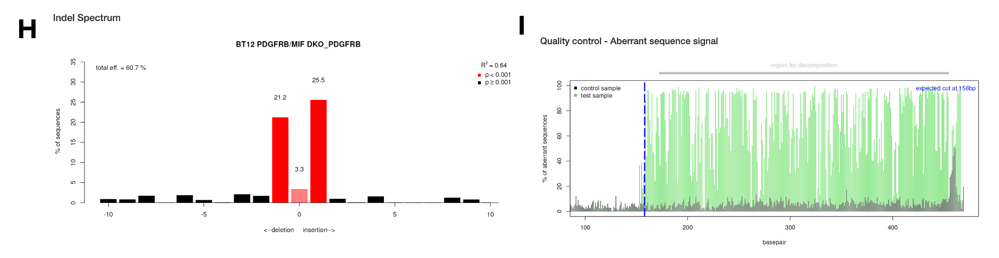 H
Indel Spectrum
BT12 PDGFRB/MIF DKO_PDGFRB
total eff. = 60.7 %
R2 = 0.64
p < 0.001
p ≥ 0.001
% of sequences
0
5
10
15
20
25
30
35
21.2
3.3
25.5
-10
-5
0
5
10
<--deletion insertion-->
I
Quality control - Aberrant sequence signal
region for decomposition
control sample
test sample
expected cut at 158bp
% of aberrant sequences
0
20
40
60
80
100
100
200
300
400
basepair